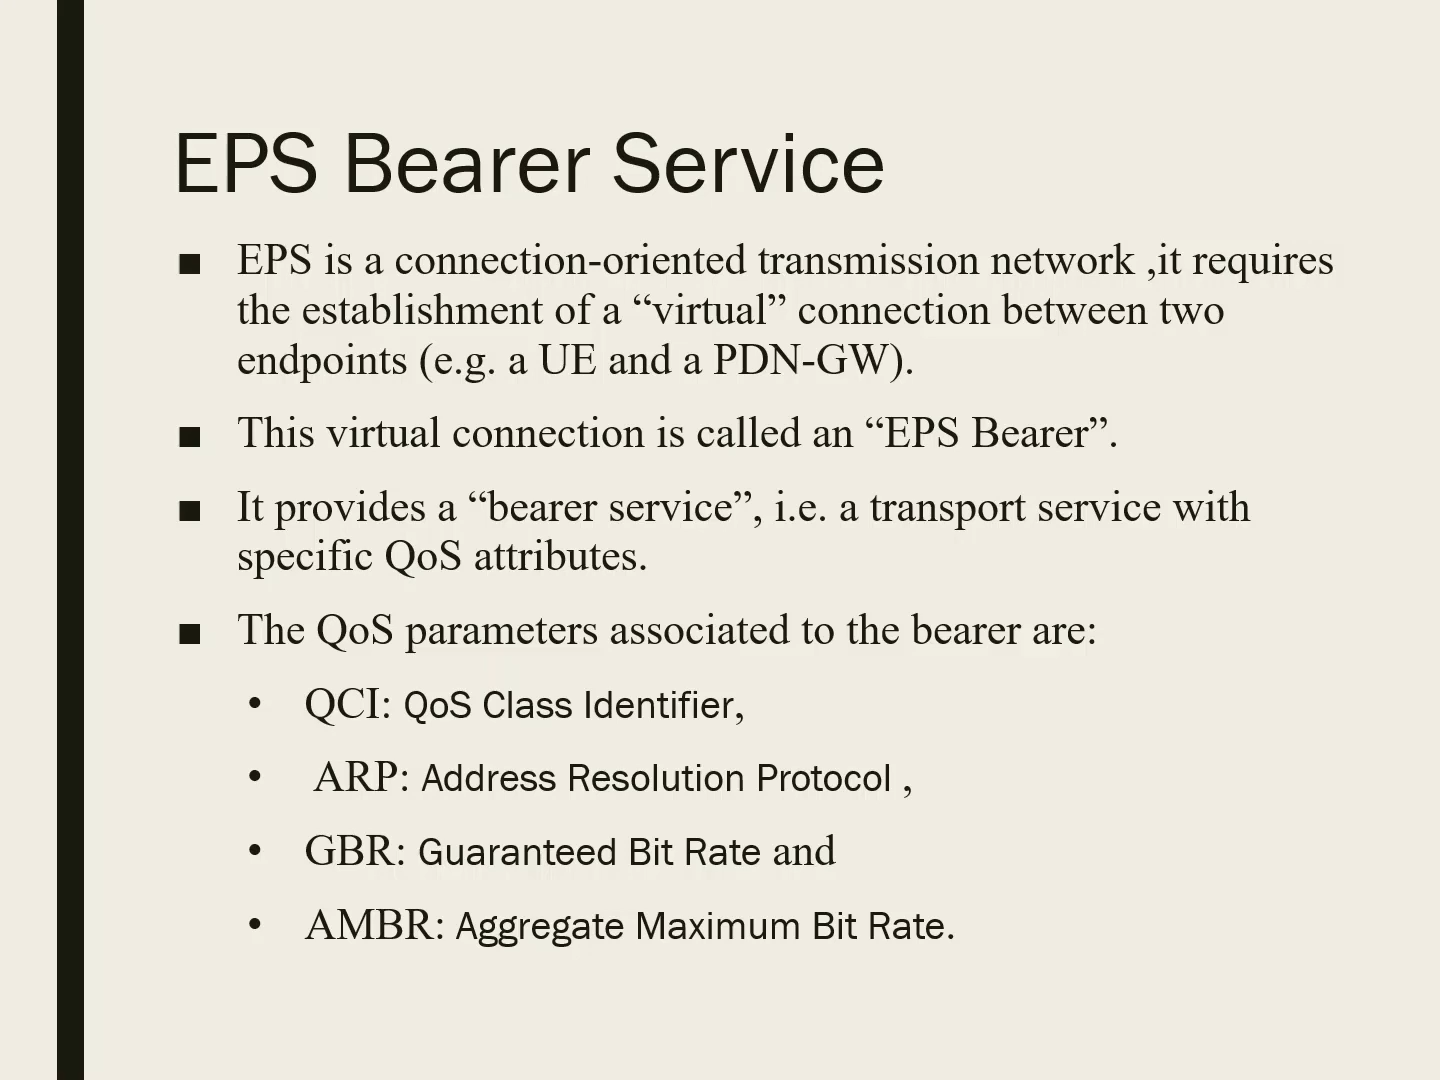 EPS Bearer Service
■ EPS is a connection-oriented transmission network ,it requires
the establishment of a “virtual” connection between two
endpoints (e.g. a UE and a PDN-GW).
■ This virtual connection is called an “EPS Bearer”.
■ It provides a “bearer service”, i.e. a transport service with
specific QoS attributes.
■ The QoS parameters associated to the bearer are:
• QCI: QoS Class Identifier,
• ARP: Address Resolution Protocol ,
• GBR: Guaranteed Bit Rate and
• AMBR: Aggregate Maximum Bit Rate.